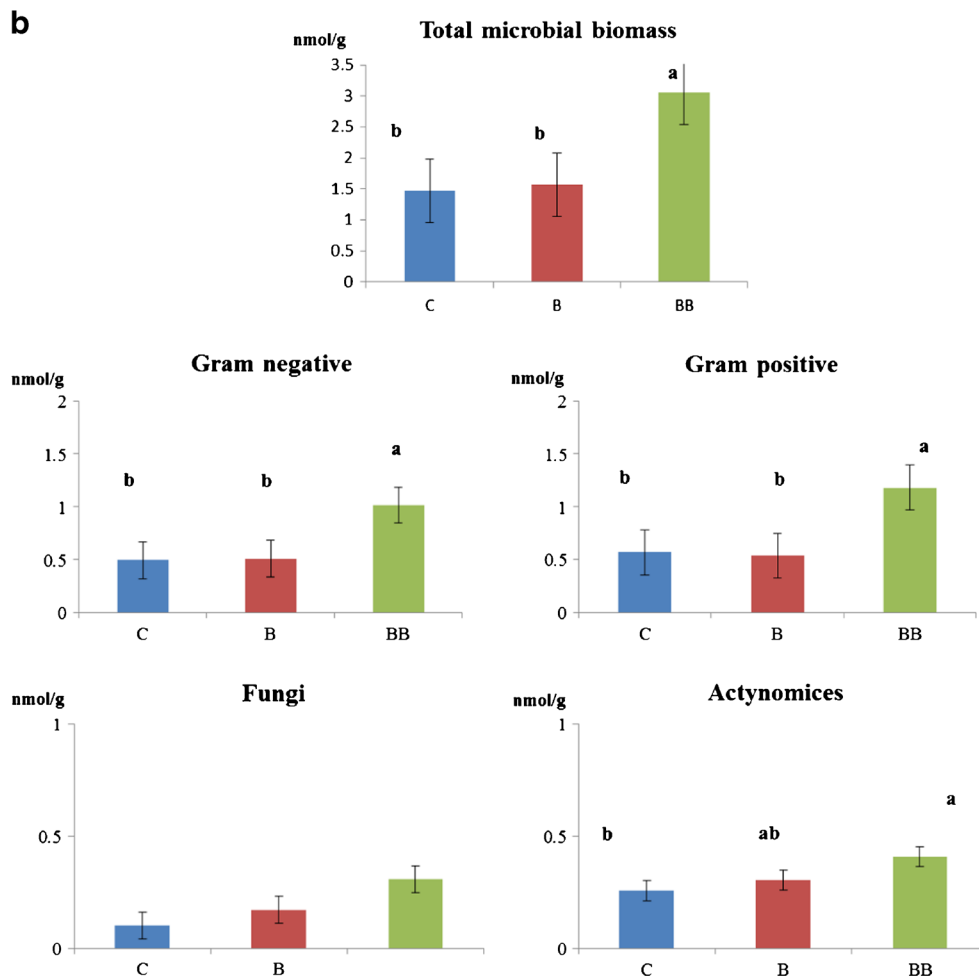 b
Total microbial biomass
nmol/g
3.5
3
2.5
2
1.5
1
0.5
0
b
b
a
C B BB
Gram negative
nmol/g
2
1.5
1
0.5
0
b
b
a
C B BB
Gram positive
nmol/g
2
1.5
1
0.5
0
b
b
a
C B BB
Fungi
nmol/g
1
0.5
0
C B
Actynomices
nmol/g
1
0.5
0
b
ab
a
C B BB